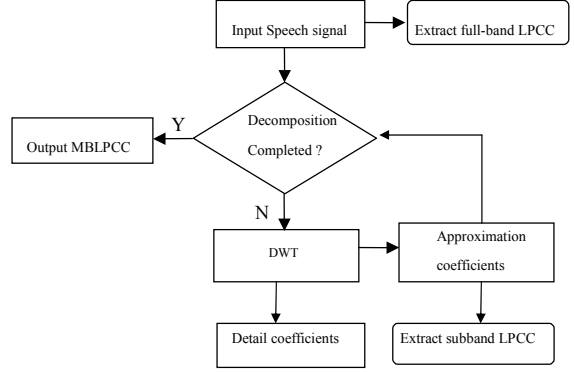 Input Speech signal
Extract full-band LPCC
Decomposition
Completed ?
Y
Output MBLPCC
N
DWT
Approximation
coefficients
Detail coefficients
Extract subband LPCC